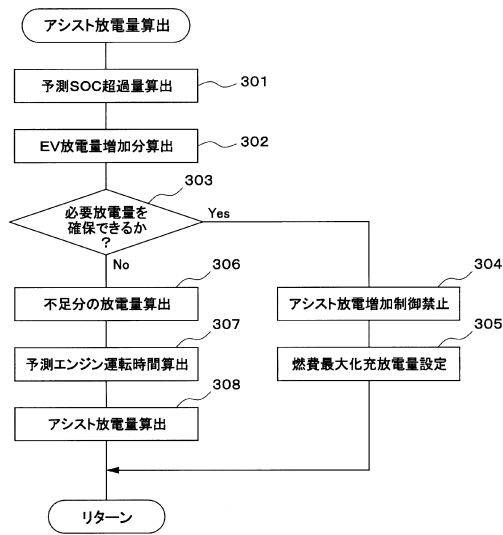 アシスト放電量算出
予測SOC超過量算出
301
EV放電量増加分算出
302
303
必要放電量を
確保できるか
?
Yes
No
304
アシスト放電増加制御禁止
305
燃費最大化充放電量設定
306
不足分の放電量算出
307
予測エンジン運転時間算出
308
アシスト放電量算出
リターン